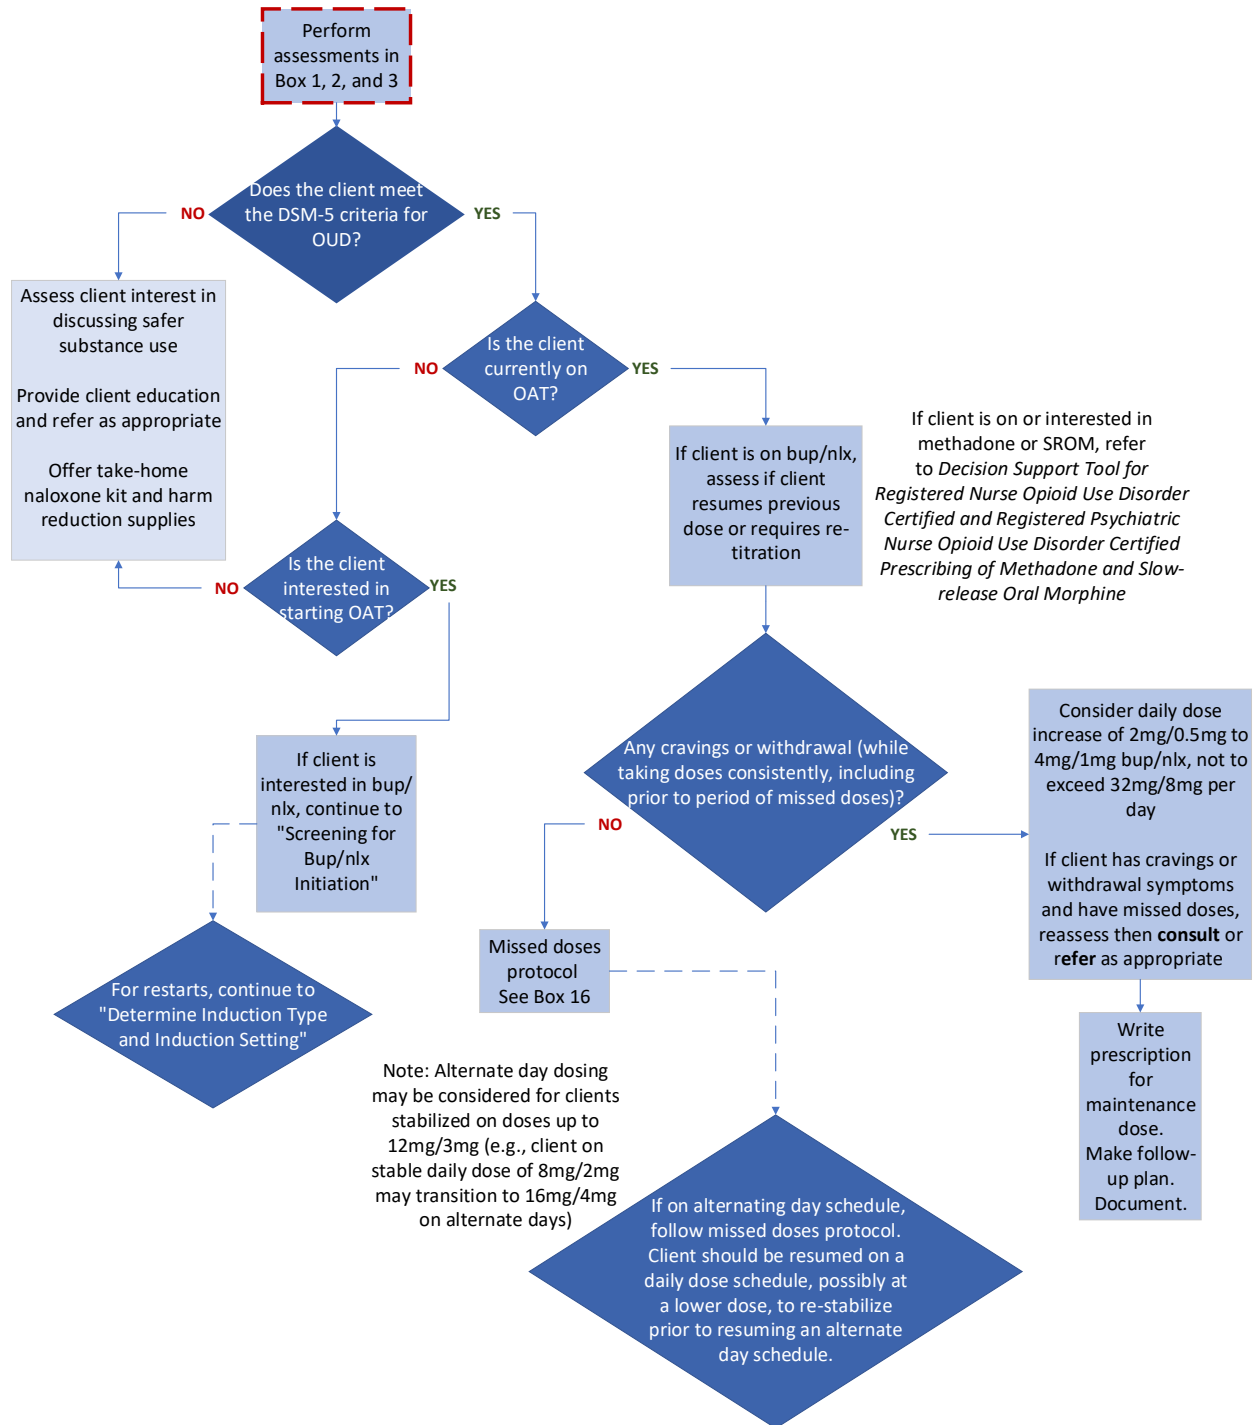 Perform
assessments in
Box 1, 2, and 3
Does the client meet
the DSM-5 criteria for
OUD?
NO
YES
Assess client interest in
discussing safer
substance use
Provide client education
and refer as appropriate
Offer take-home
naloxone kit and harm
reduction supplies
Is the client
currently on
OAT?
NO
YES
If client is on bup/nlx,
assess if client
resumes previous
dose or requires re-
titration
If client is on or interested in
methadone or SROM, refer
to Decision Support Tool for
Registered Nurse Opioid Use Disorder
Certified and Registered Psychiatric
Nurse Opioid Use Disorder Certified
Prescribing of Methadone and Slow-
release Oral Morphine
Is the client
interested in
starting OAT?
NO
YES
If client is
interested in bup/
nlx, continue to
"Screening for
Bup/nlx
Initiation"
For restarts, continue to
"Determine Induction Type
and Induction Setting"
Any cravings or withdrawal (while
taking doses consistently, including
prior to period of missed doses)?
NO
YES
Consider daily dose
increase of 2mg/0.5mg to
4mg/1mg bup/nlx, not to
exceed 32mg/8mg per
day
If client has cravings or
withdrawal symptoms
and have missed doses,
reassess then consult or
refer as appropriate
Missed doses
protocol
See Box 16
Write
prescription
for
maintenance
dose.
Make follow-
up plan.
Document.
Note: Alternate day dosing
may be considered for clients
stabilized on doses up to
12mg/3mg (e.g., client on
stable daily dose of 8mg/2mg
may transition to 16mg/4mg
on alternate days)
If on alternating day schedule,
follow missed doses protocol.
Client should be resumed on a
daily dose schedule, possibly at
a lower dose, to re-stabilize
prior to resuming an alternate
day schedule.